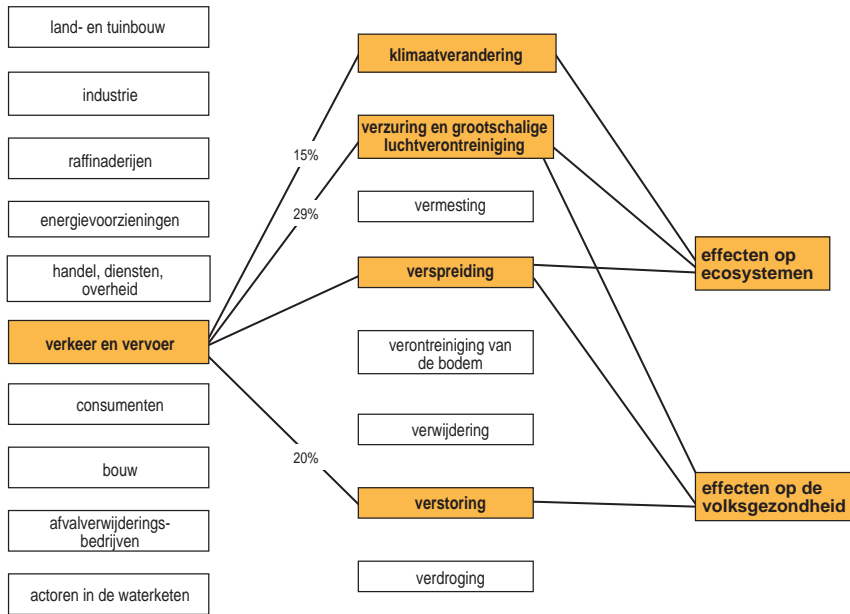 land- en tuinbouw
industrie
raffinaderijen
energievoorzieningen
handel, diensten,
overheid
verkeer en vervoer
consumenten
bouw
afvalverwijderings-
bedrijven
actoren in de waterketen
15%
29%
20%
klimaatverandering
verzuring en grootschalige
luchtverontreiniging
vermesting
verspreiding
verontreiniging van
de bodem
verwijdering
verstoring
verdroging
effecten op
ecosystemen
effecten op de
volksgezondheid